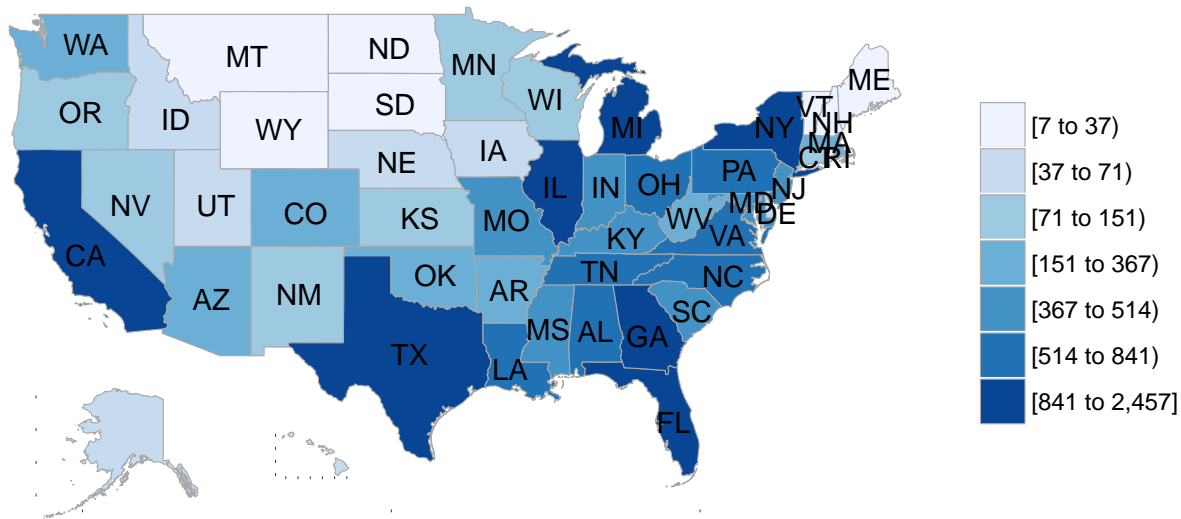 WA
MT
ND
MN
ME
OR
ID
SD
WI
VT
NH
WY
MI
NY
MA
CT
RI
NE
IA
PA
NV
UT
CO
KS
MO
IL
IN
OH
NJ
MD
DE
WV
VA
KY
CA
AZ
NM
OK
AR
TN
NC
SC
MS
AL
GA
TX
LA
FL
[7 to 37)
[37 to 71)
[71 to 151)
[151 to 367)
[367 to 514)
[514 to 841)
[841 to 2,457]